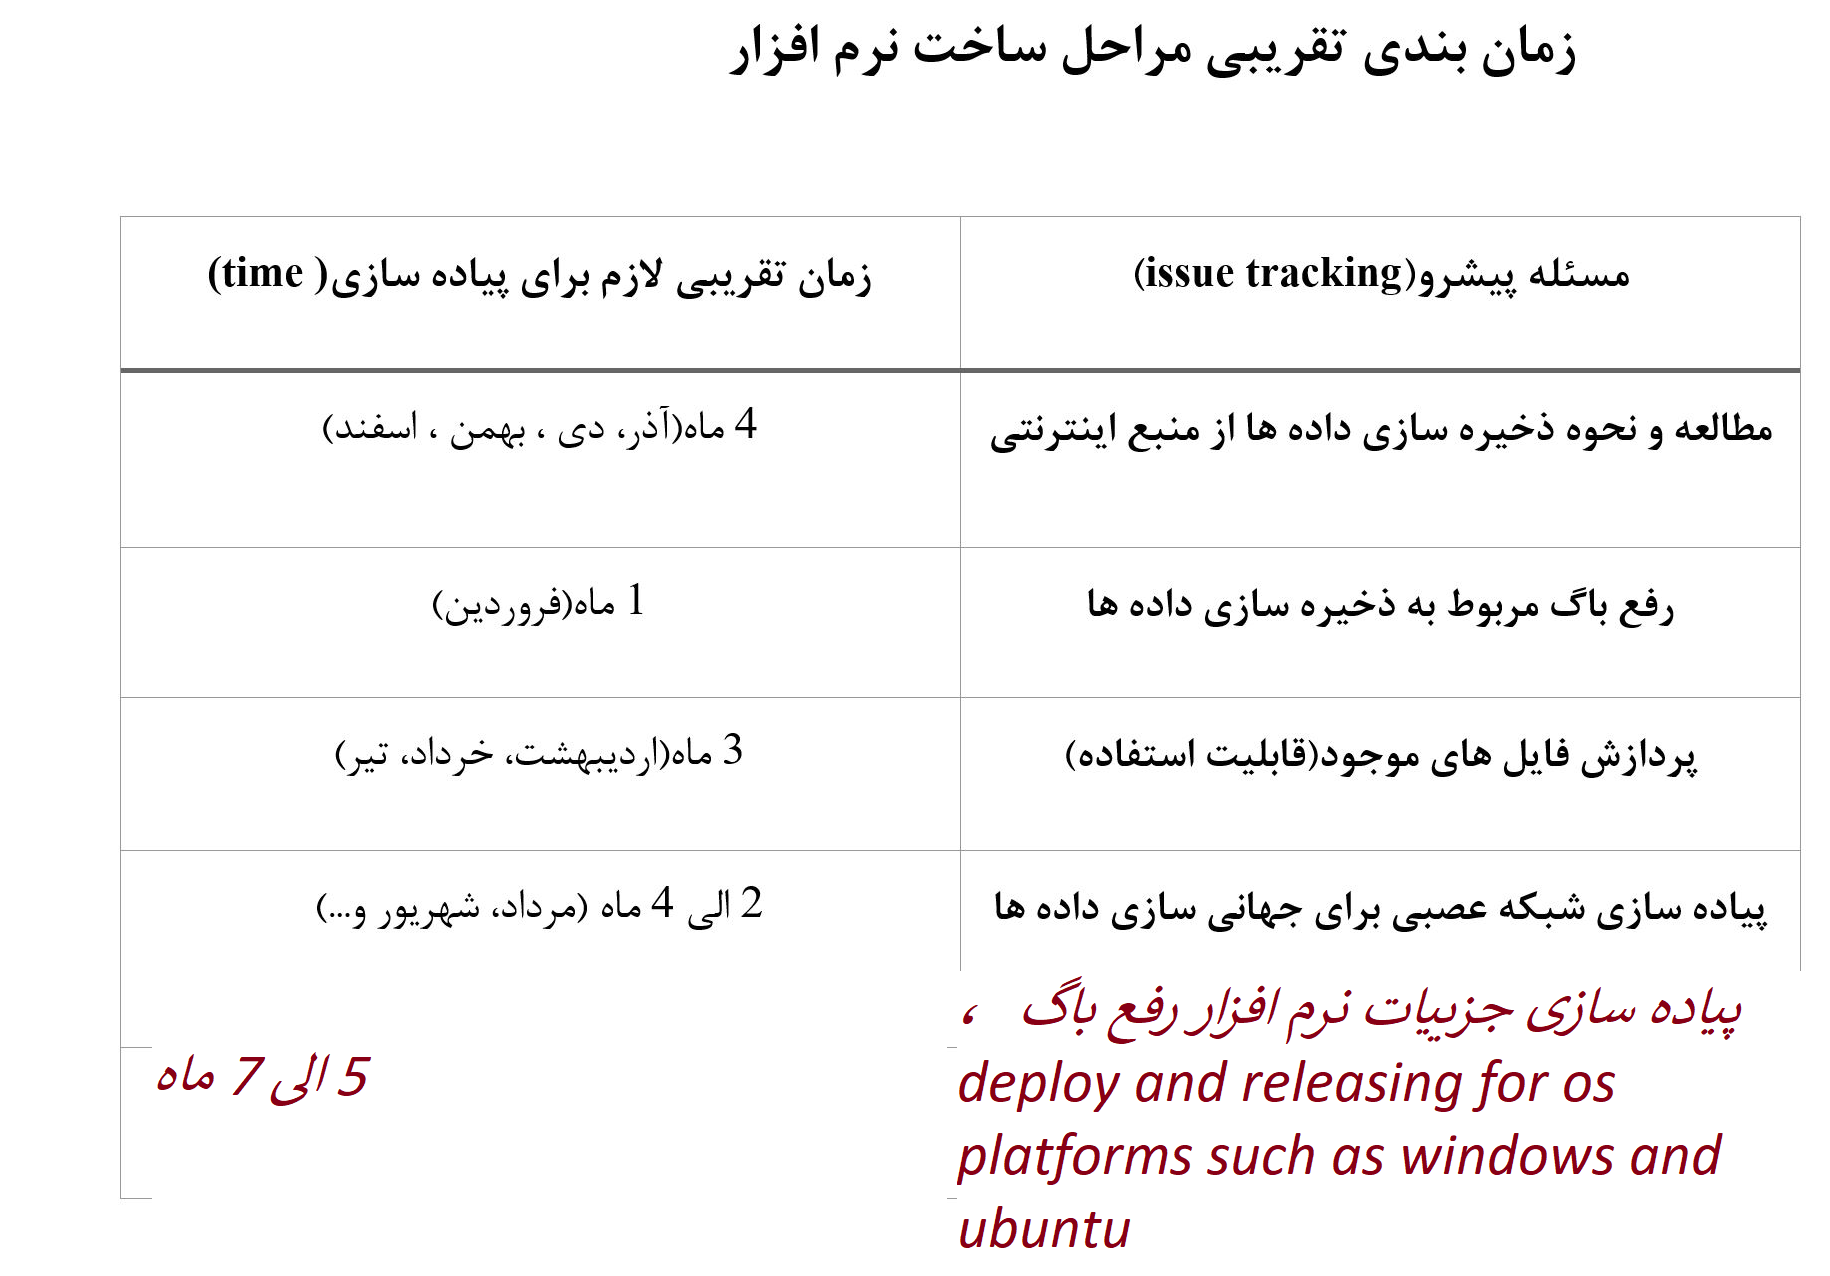 زمان بندی تقریبی مراحل ساخت نرم افزار
مسئله پیشرو(issue tracking)
زمان تقریبی لازم برای پیاده سازی( time)
مطالعه و نحوه ذخیره سازی داده ها از منبع اینترنتی
4 ماه(آذر، دی ، بهمن ، اسفند)
رفع باگ مربوط به ذخیره سازی داده ها
1 ماه(فروردین)
پردازش فایل های موجود(قابلیت استفاده)
3 ماه(اردیبهشت، خرداد، تیر)
پیاده سازی شبکه عصبی برای جهانی سازی داده ها
2 الی 4 ماه (مرداد، شهریور و...)
پیاده سازی جزییات نرم افزار رفع باگ ،
deploy and releasing for os
platforms such as windows and
ubuntu
5 الی 7 ماه